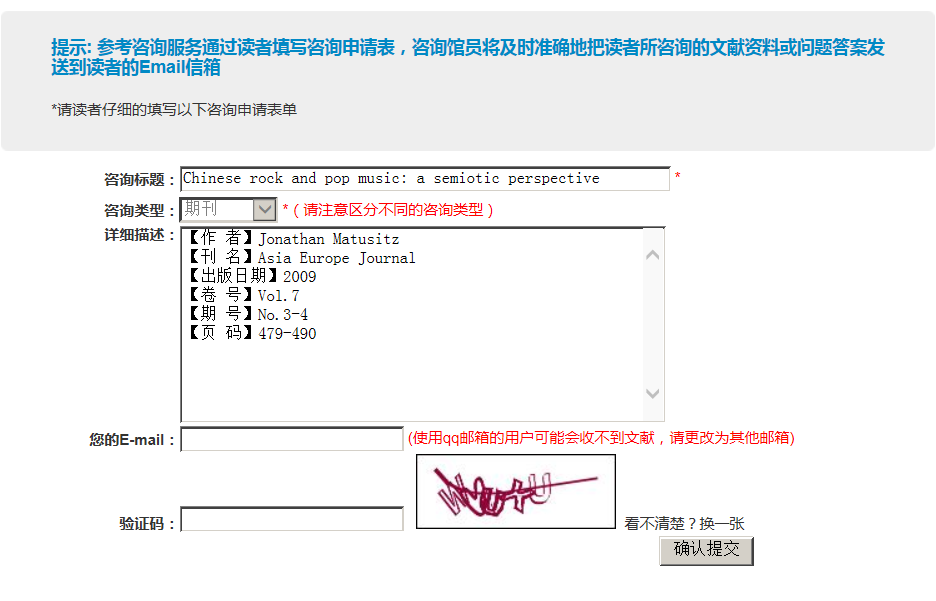 提示: 参考咨询服务通过读者填写咨询申请表，咨询馆员将及时准确地把读者所咨询的文献资料或问题答案发
送到读者的Email信箱
*请读者仔细的填写以下咨询申请表单
咨询标题： Chinese rock and pop music: a semiotic perspective *
咨询类型： 期刊 *（请注意区分不同的咨询类型）
详细描述： 【作 者】Jonathan Matusitz
【刊 名】Asia Europe Journal
【出版日期】2009
【卷 号】Vol.7
【期 号】No.3-4
【页 码】479-490
您的E-mail： (使用qq邮箱的用户可能会收不到文献，请更改为其他邮箱)
验证码： 看不清楚？换一张
确认提交